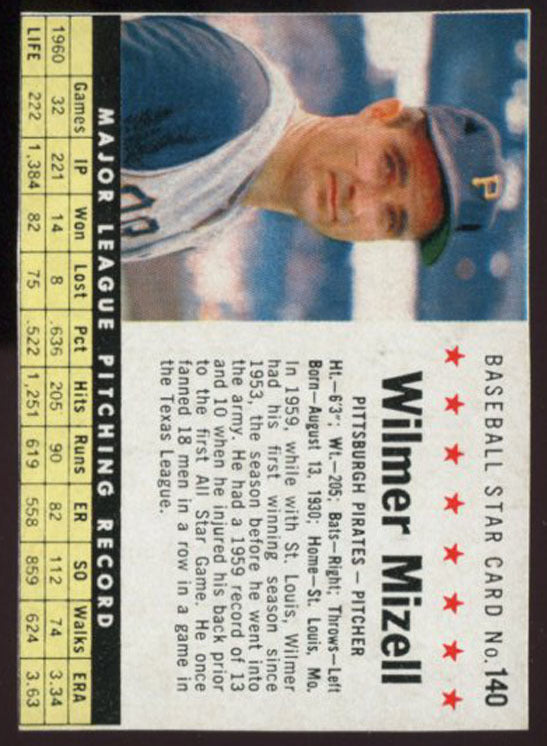 BASEBALL STAR CARD No. 140
Wilmer Mizell
PITTSBURGH PIRATES — PITCHER
Ht.—6'3"; Wt.—205; Bats—Right; Throws—Left
Born—August 13, 1930; Home—St. Louis, Mo.
In 1959, while with St. Louis, Wilmer
had his first winning season since
1953, the season before he went into
the army. He had a 1959 record of 13
and 10 when he injured his back prior
to the first All Star Game. He once
fanned 18 men in a row in a game in
the Texas League.
P
MAJOR LEAGUE PITCHING RECORD
Games IP Won Lost Pct Hits Runs ER SO Walks ERA
1960 32 221 14 8 .636 205 90 82 112 74 3.34
LIFE 222 1,384 82 75 .522 1,251 619 558 859 624 3.63